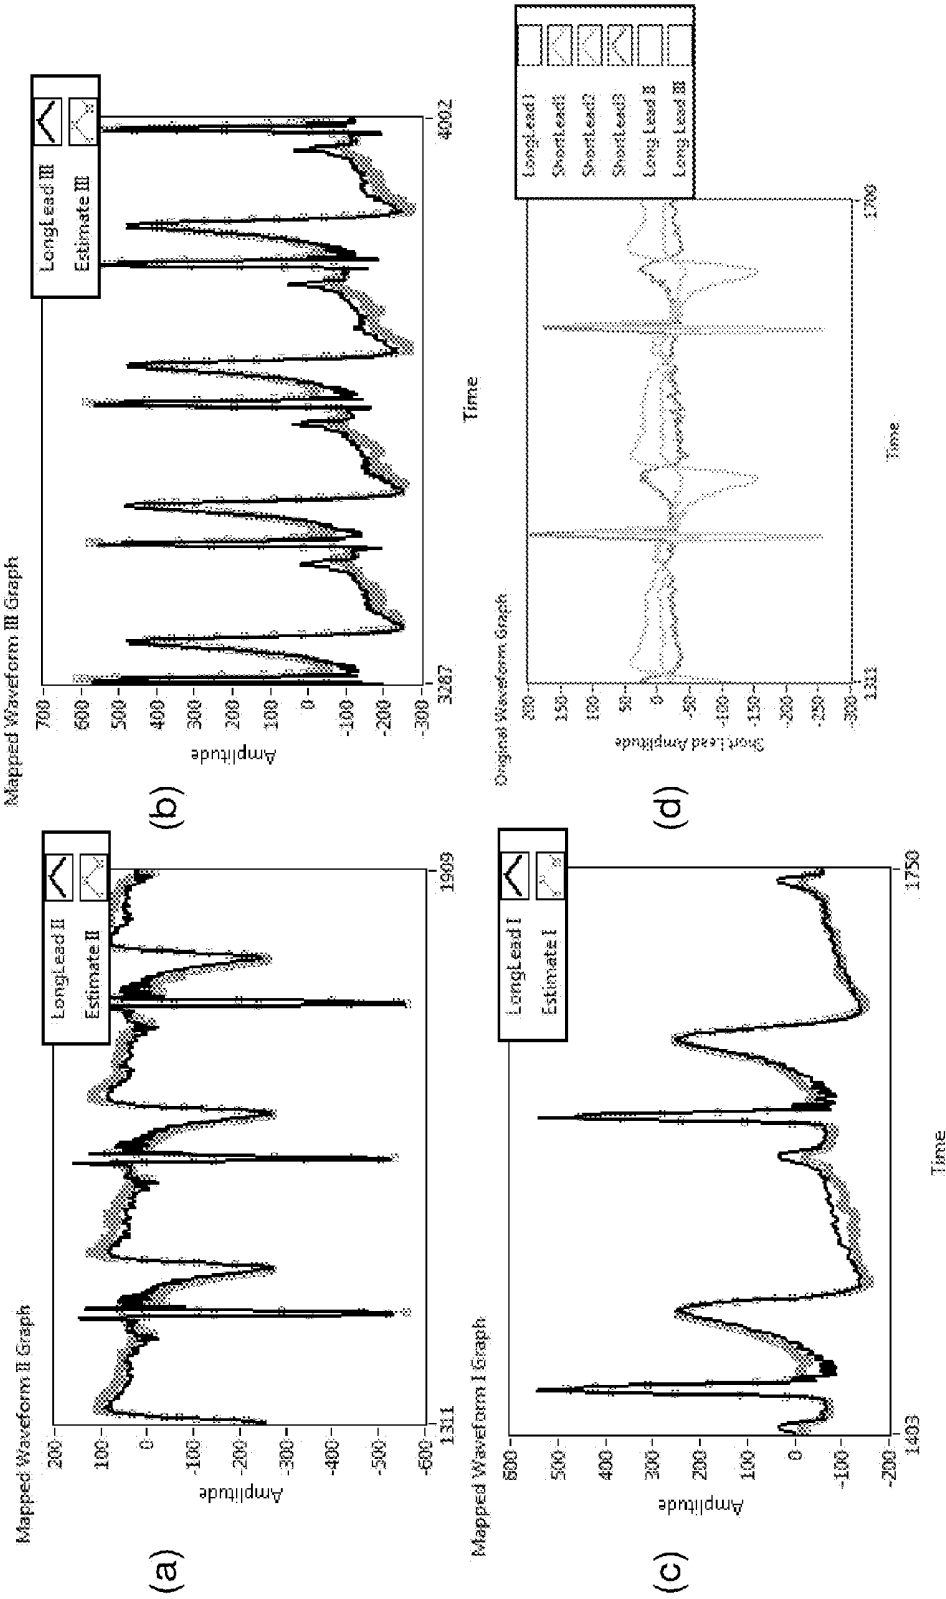 (a)
Mapped Waveform II Graph
LongLead II
Estimate II
Amplitude
200
100
0
-100
-200
-300
-400
-500
-600
1311
1909
(b)
Mapped Waveform III Graph
LongLead III
Estimate III
Amplitude
700
600
500
400
300
200
100
0
-100
-200
-300
3287
4002
Time
(c)
Mapped Waveform I Graph
LongLead I
Estimate I
Amplitude
600
500
400
300
200
100
0
-100
-200
1403
1750
Time
(d)
Original Waveform Graph
LongLead I
ShortLead1
ShortLead2
ShortLead3
Long Lead II
Long Lead III
Short Lead Amplitude
200
150
100
50
0
-50
-100
-150
-200
-250
-300
1311
1700
Time